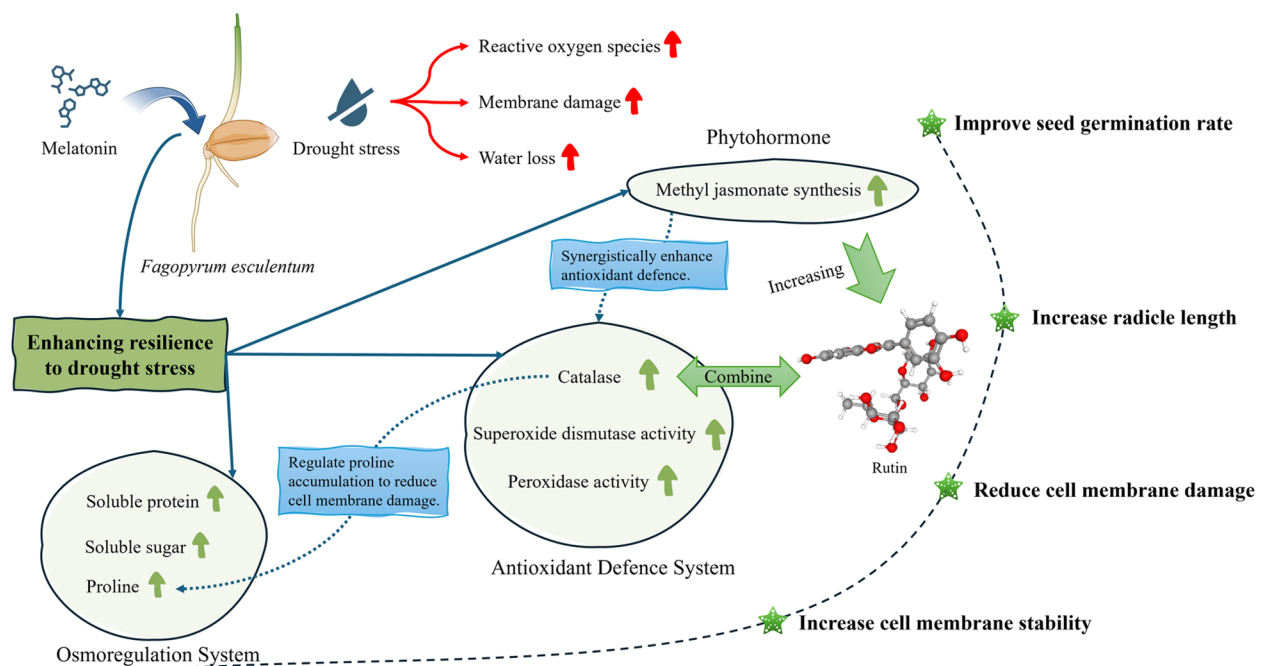 Melatonin
Fagopyrum esculentum
Drought stress
Reactive oxygen species
Membrane damage
Water loss
Phytohormone
Methyl jasmonate synthesis
Synergistically enhance
antioxidant defence.
Increasing
Enhancing resilience
to drought stress
Catalase
Combine
Superoxide dismutase activity
Peroxidase activity
Antioxidant Defence System
Rutin
Regulate proline
accumulation to reduce
cell membrane damage.
Soluble protein
Soluble sugar
Proline
Osmoregulation System
Improve seed germination rate
Increase radicle length
Reduce cell membrane damage
Increase cell membrane stability